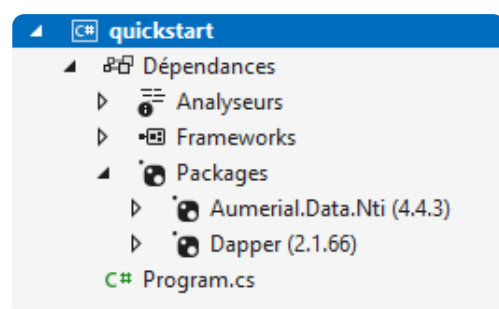 C# quickstart
Dépendances
Analyseurs
Frameworks
Packages
Aumerial.Data.Nti (4.4.3)
Dapper (2.1.66)
C# Program.cs